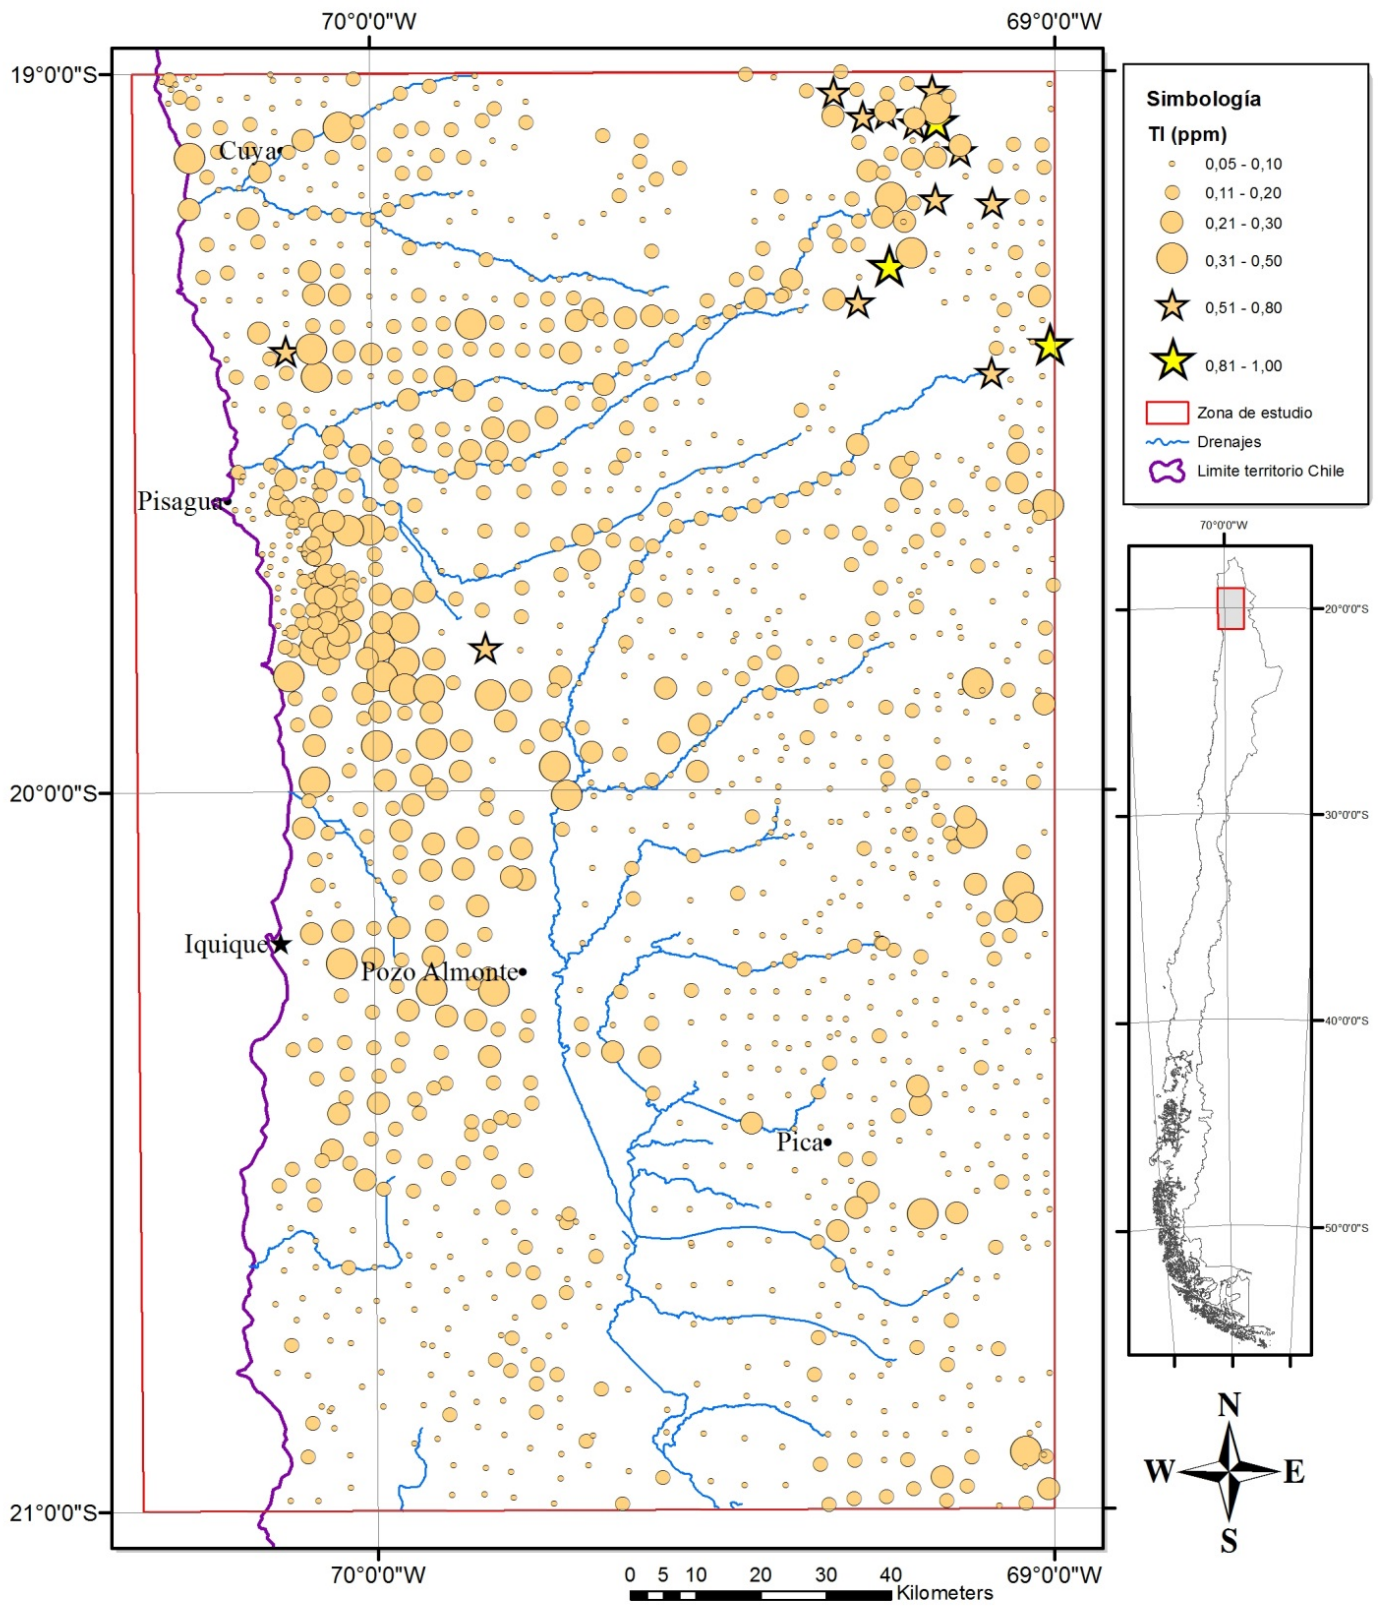 70°0'0"W
69°0'0"W
19°0'0"S
Cuya
Pisagua
20°0'0"S
Iquique
Pozo Almonte
Pica
21°0'0"S
70°0'0"W
69°0'0"W
0 5 10 20 30 40
Kilometers
Simbología
Tl (ppm)
0,05 - 0,10
0,11 - 0,20
0,21 - 0,30
0,31 - 0,50
0,51 - 0,80
0,81 - 1,00
Zona de estudio
Drenajes
Limite territorio Chile
70°0'0"W
20°0'0"S
30°0'0"S
40°0'0"S
50°0'0"S
N
W E
S